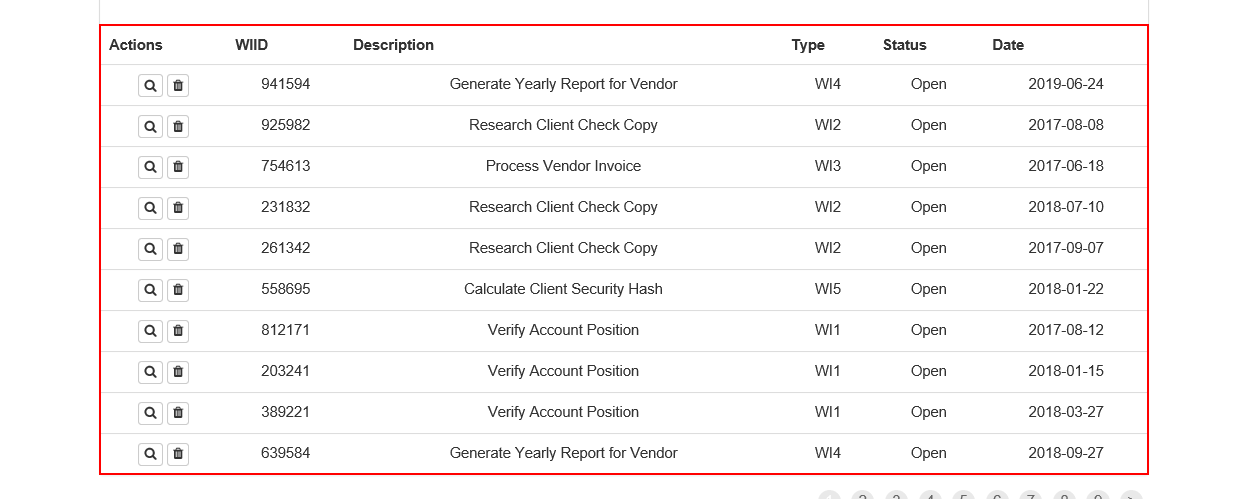 Actions WIID Description Type Status Date
941594 Generate Yearly Report for Vendor WI4 Open 2019-06-24
925982 Research Client Check Copy WI2 Open 2017-08-08
754613 Process Vendor Invoice WI3 Open 2017-06-18
231832 Research Client Check Copy WI2 Open 2018-07-10
261342 Research Client Check Copy WI2 Open 2017-09-07
558695 Calculate Client Security Hash WI5 Open 2018-01-22
812171 Verify Account Position WI1 Open 2017-08-12
203241 Verify Account Position WI1 Open 2018-01-15
389221 Verify Account Position WI1 Open 2018-03-27
639584 Generate Yearly Report for Vendor WI4 Open 2018-09-27